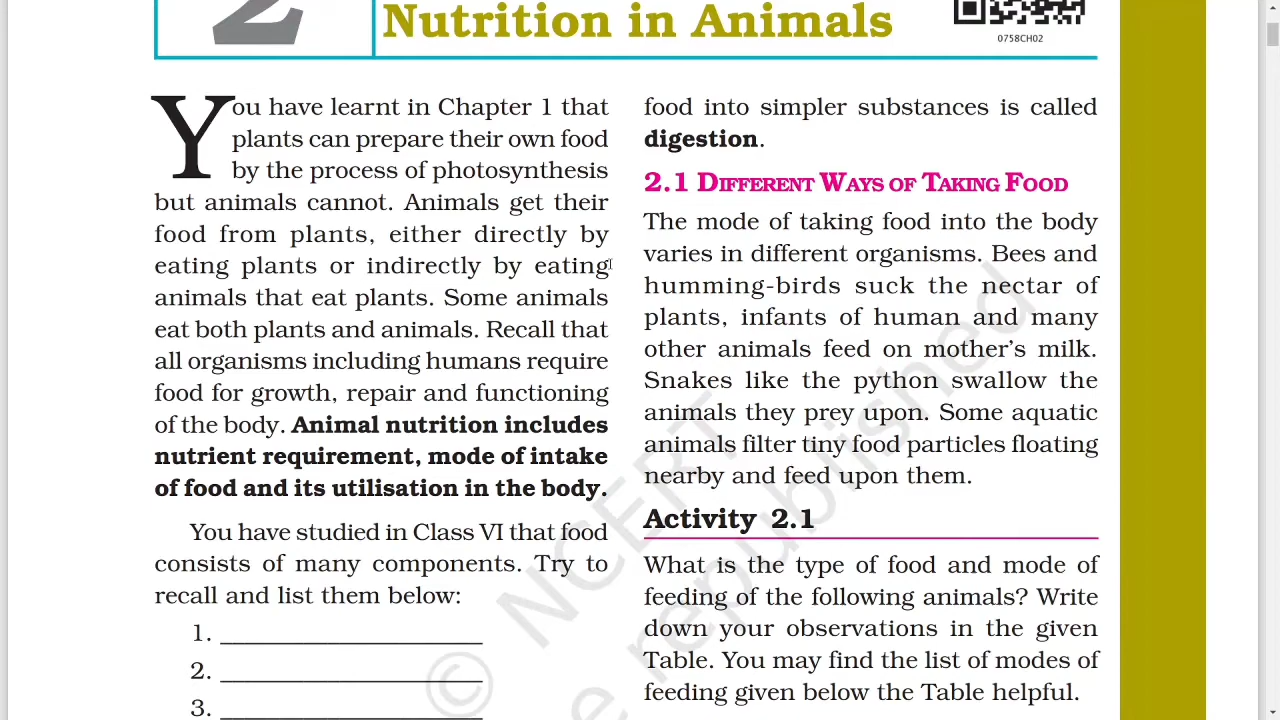 2
Nutrition in Animals
0758CH02
You have learnt in Chapter 1 that
plants can prepare their own food
by the process of photosynthesis
but animals cannot. Animals get their
food from plants, either directly by
eating plants or indirectly by eating
animals that eat plants. Some animals
eat both plants and animals. Recall that
all organisms including humans require
food for growth, repair and functioning
of the body. Animal nutrition includes
nutrient requirement, mode of intake
of food and its utilisation in the body.
You have studied in Class VI that food
consists of many components. Try to
recall and list them below:
1. ______________________
2. ______________________
3. ______________________
food into simpler substances is called
digestion.
2.1 DIFFERENT WAYS OF TAKING FOOD
The mode of taking food into the body
varies in different organisms. Bees and
humming-birds suck the nectar of
plants, infants of human and many
other animals feed on mother's milk.
Snakes like the python swallow the
animals they prey upon. Some aquatic
animals filter tiny food particles floating
nearby and feed upon them.
Activity 2.1
What is the type of food and mode of
feeding of the following animals? Write
down your observations in the given
Table. You may find the list of modes of
feeding given below the Table helpful.
© NCERT
be republished